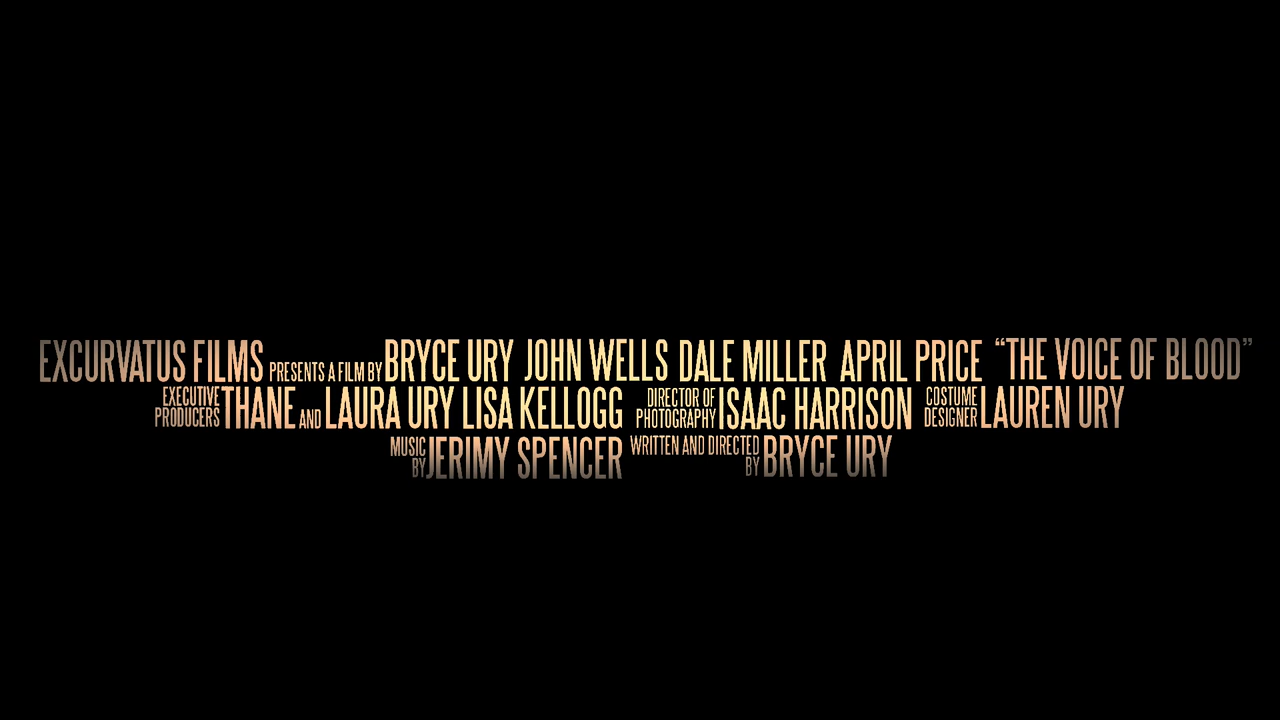 EXCURVATUS FILMS PRESENTS A FILM BY BRYCE URY JOHN WELLS DALE MILLER APRIL PRICE “THE VOICE OF BLOOD”
EXECUTIVE PRODUCERS THANE AND LAURA URY LISA KELLOGG DIRECTOR OF PHOTOGRAPHY ISAAC HARRISON COSTUME DESIGNER LAUREN URY
MUSIC BY JERIMY SPENCER WRITTEN AND DIRECTED BY BRYCE URY